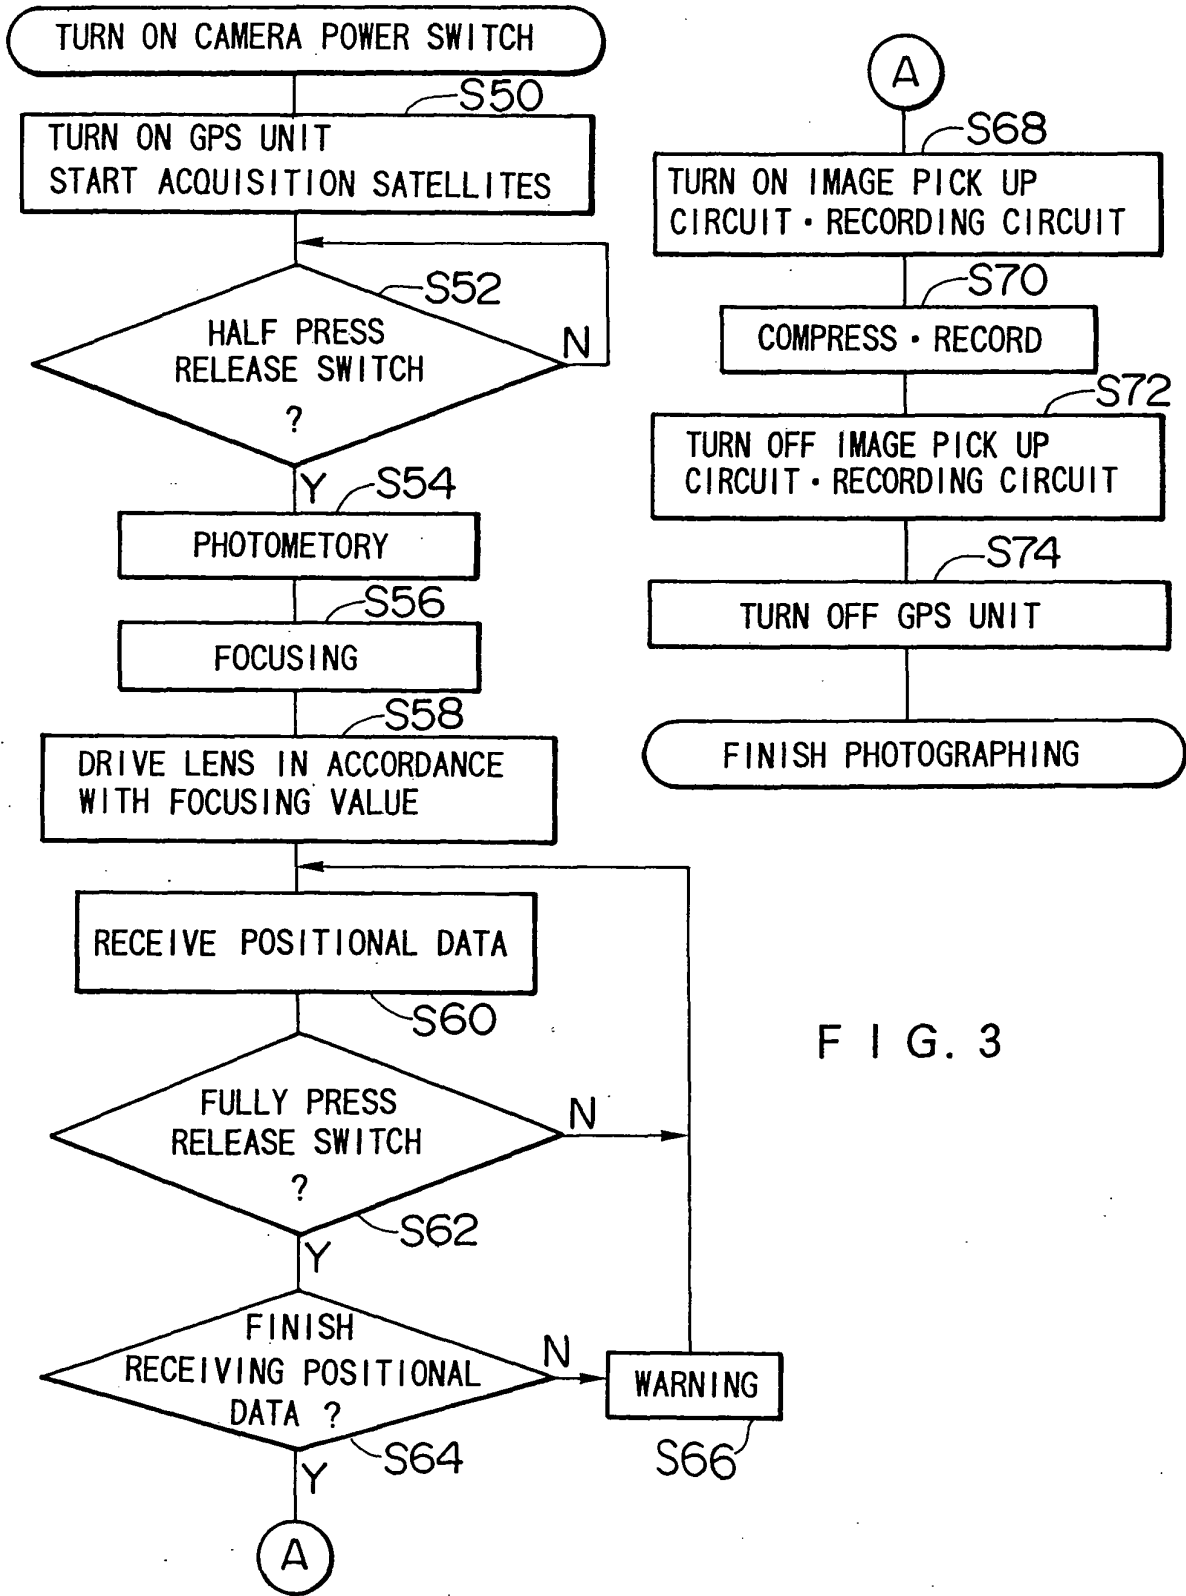 TURN ON CAMERA POWER SWITCH
S50
TURN ON GPS UNIT
START ACQUISITION SATELLITES
S52
HALF PRESS
RELEASE SWITCH
?
N
Y
S54
PHOTOMETORY
S56
FOCUSING
S58
DRIVE LENS IN ACCORDANCE
WITH FOCUSING VALUE
RECEIVE POSITIONAL DATA
S60
FULLY PRESS
RELEASE SWITCH
?
N
S62
Y
FINISH
RECEIVING POSITIONAL
DATA ?
N
WARNING
S66
S64
Y
A
A
S68
TURN ON IMAGE PICK UP
CIRCUIT・RECORDING CIRCUIT
S70
COMPRESS・RECORD
S72
TURN OFF IMAGE PICK UP
CIRCUIT・RECORDING CIRCUIT
S74
TURN OFF GPS UNIT
FINISH PHOTOGRAPHING
FIG. 3